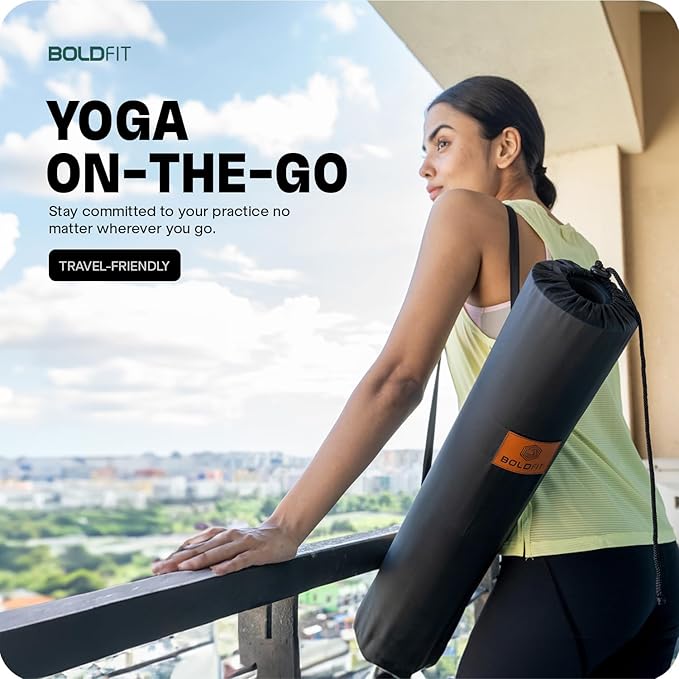 BOLDFIT
YOGA
ON-THE-GO
Stay committed to your practice no
matter wherever you go.
TRAVEL-FRIENDLY
BOLDFIT